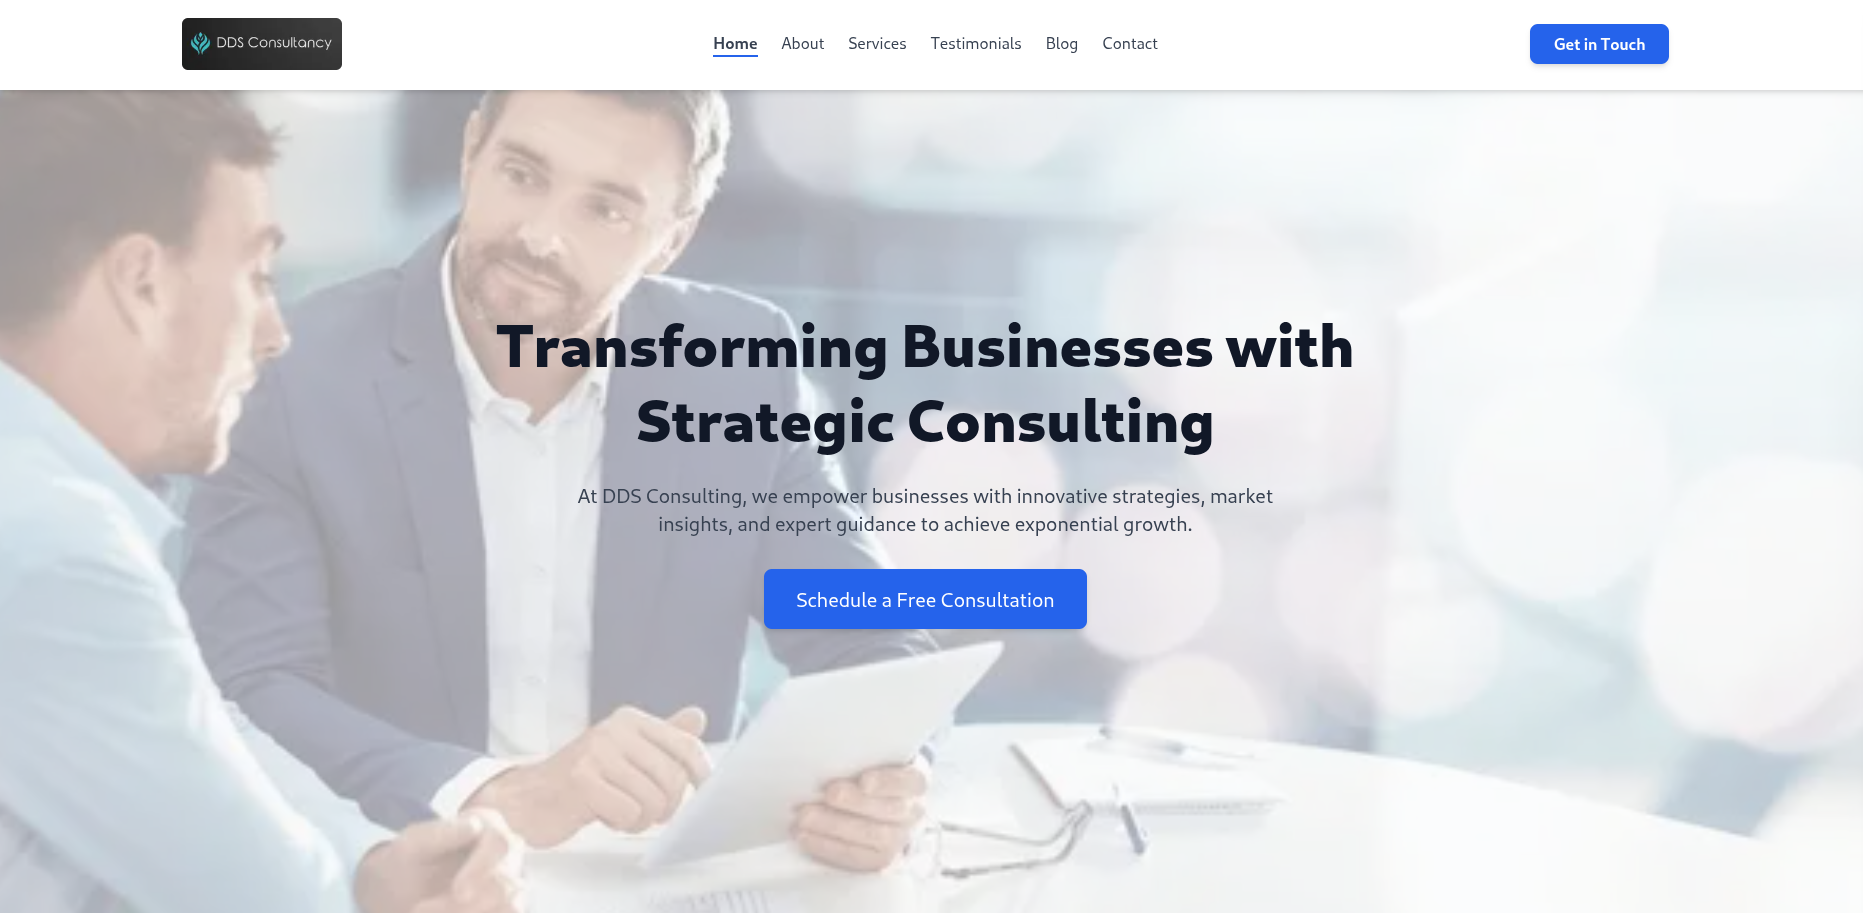 DDS Consultancy
Home About Services Testimonials Blog Contact
Get in Touch
Transforming Businesses with
Strategic Consulting
At DDS Consulting, we empower businesses with innovative strategies, market
insights, and expert guidance to achieve exponential growth.
Schedule a Free Consultation